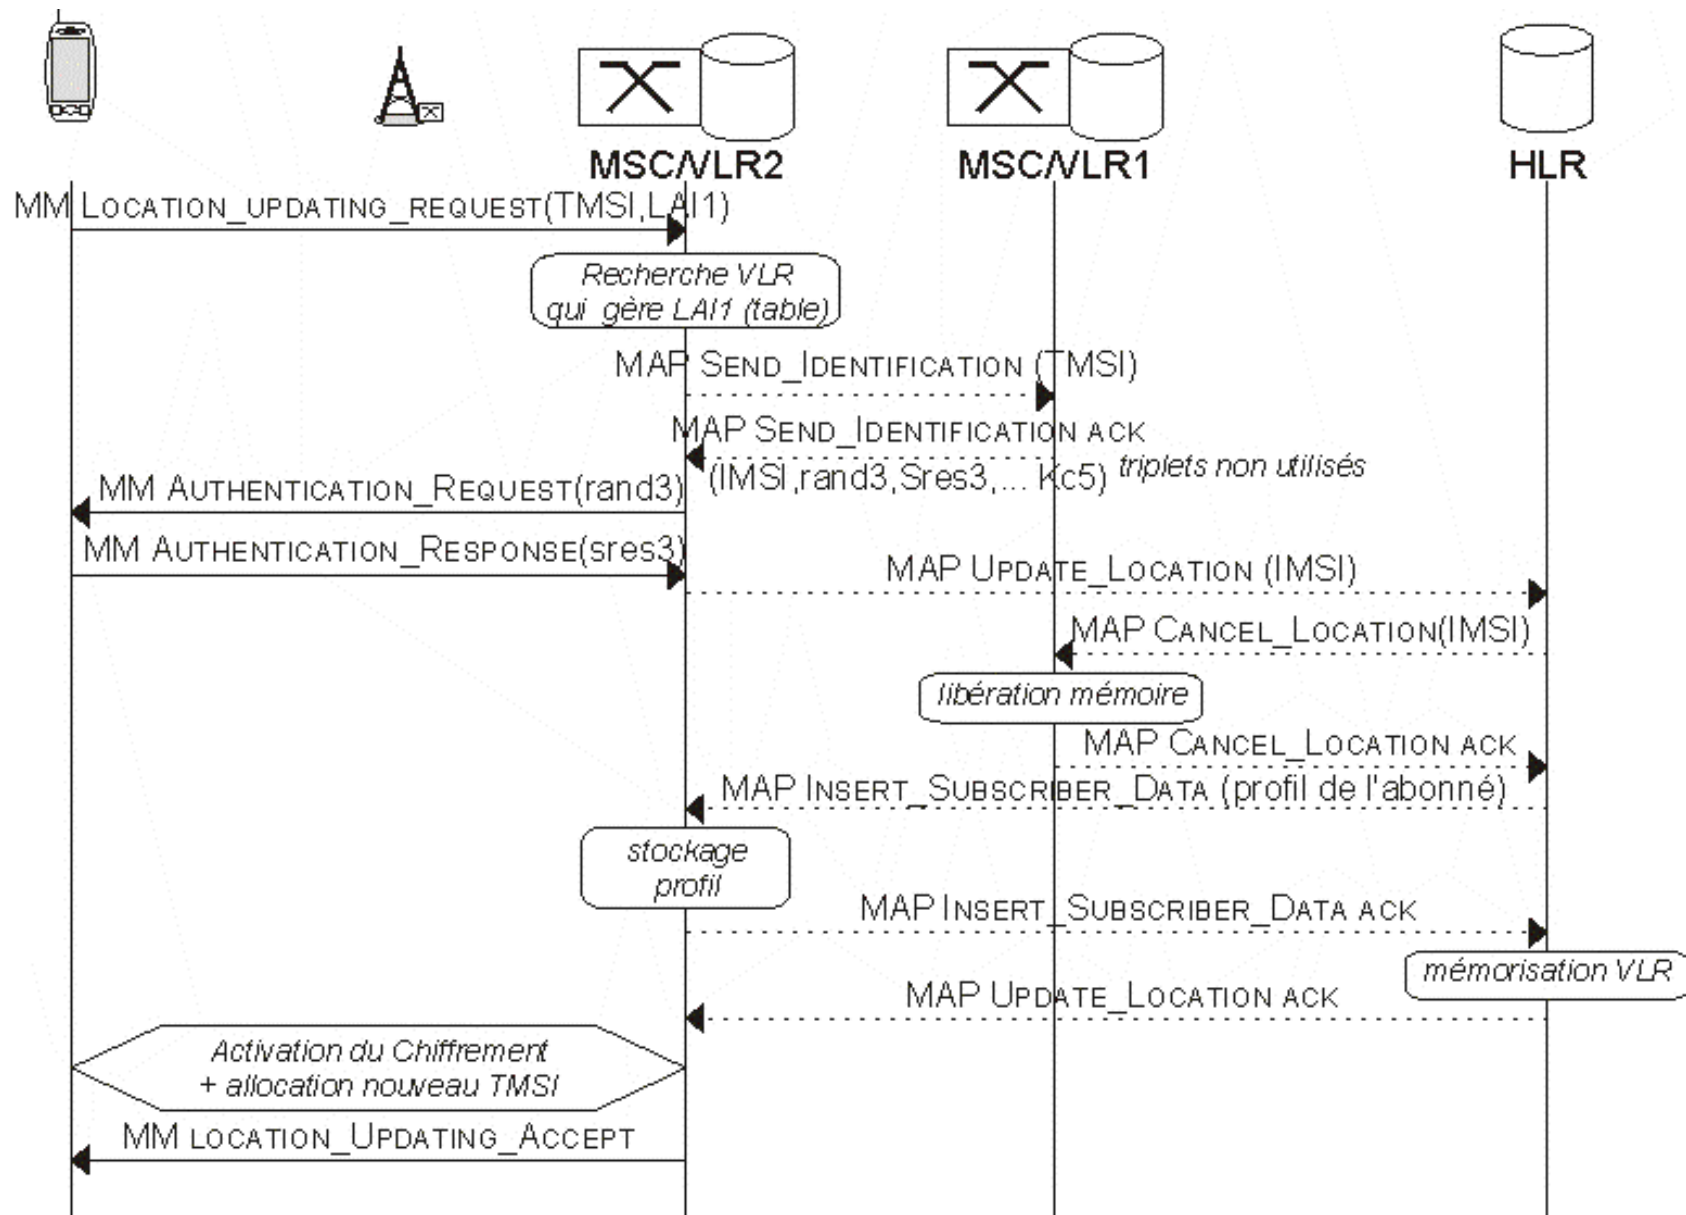 MSC/VLR2
MSC/VLR1
HLR
MM LOCATION_UPDATING_REQUEST(TMSI,LAI1)
Recherche VLR
qui gère LAI1 (table)
MAP SEND_IDENTIFICATION (TMSI)
MAP SEND_IDENTIFICATION ACK
(IMSI,rand3,Sres3,... Kc5)
triplets non utilisés
MM AUTHENTICATION_REQUEST(rand3)
MM AUTHENTICATION_RESPONSE(sres3)
MAP UPDATE_LOCATION (IMSI)
MAP CANCEL_LOCATION(IMSI)
libération mémoire
MAP CANCEL_LOCATION ACK
MAP INSERT_SUBSCRIBER_DATA (profil de l'abonné)
stockage
profil
MAP INSERT_SUBSCRIBER_DATA ACK
mémorisation VLR
MAP UPDATE_LOCATION ACK
Activation du Chiffrement
+ allocation nouveau TMSI
MM LOCATION_UPDATING_ACCEPT